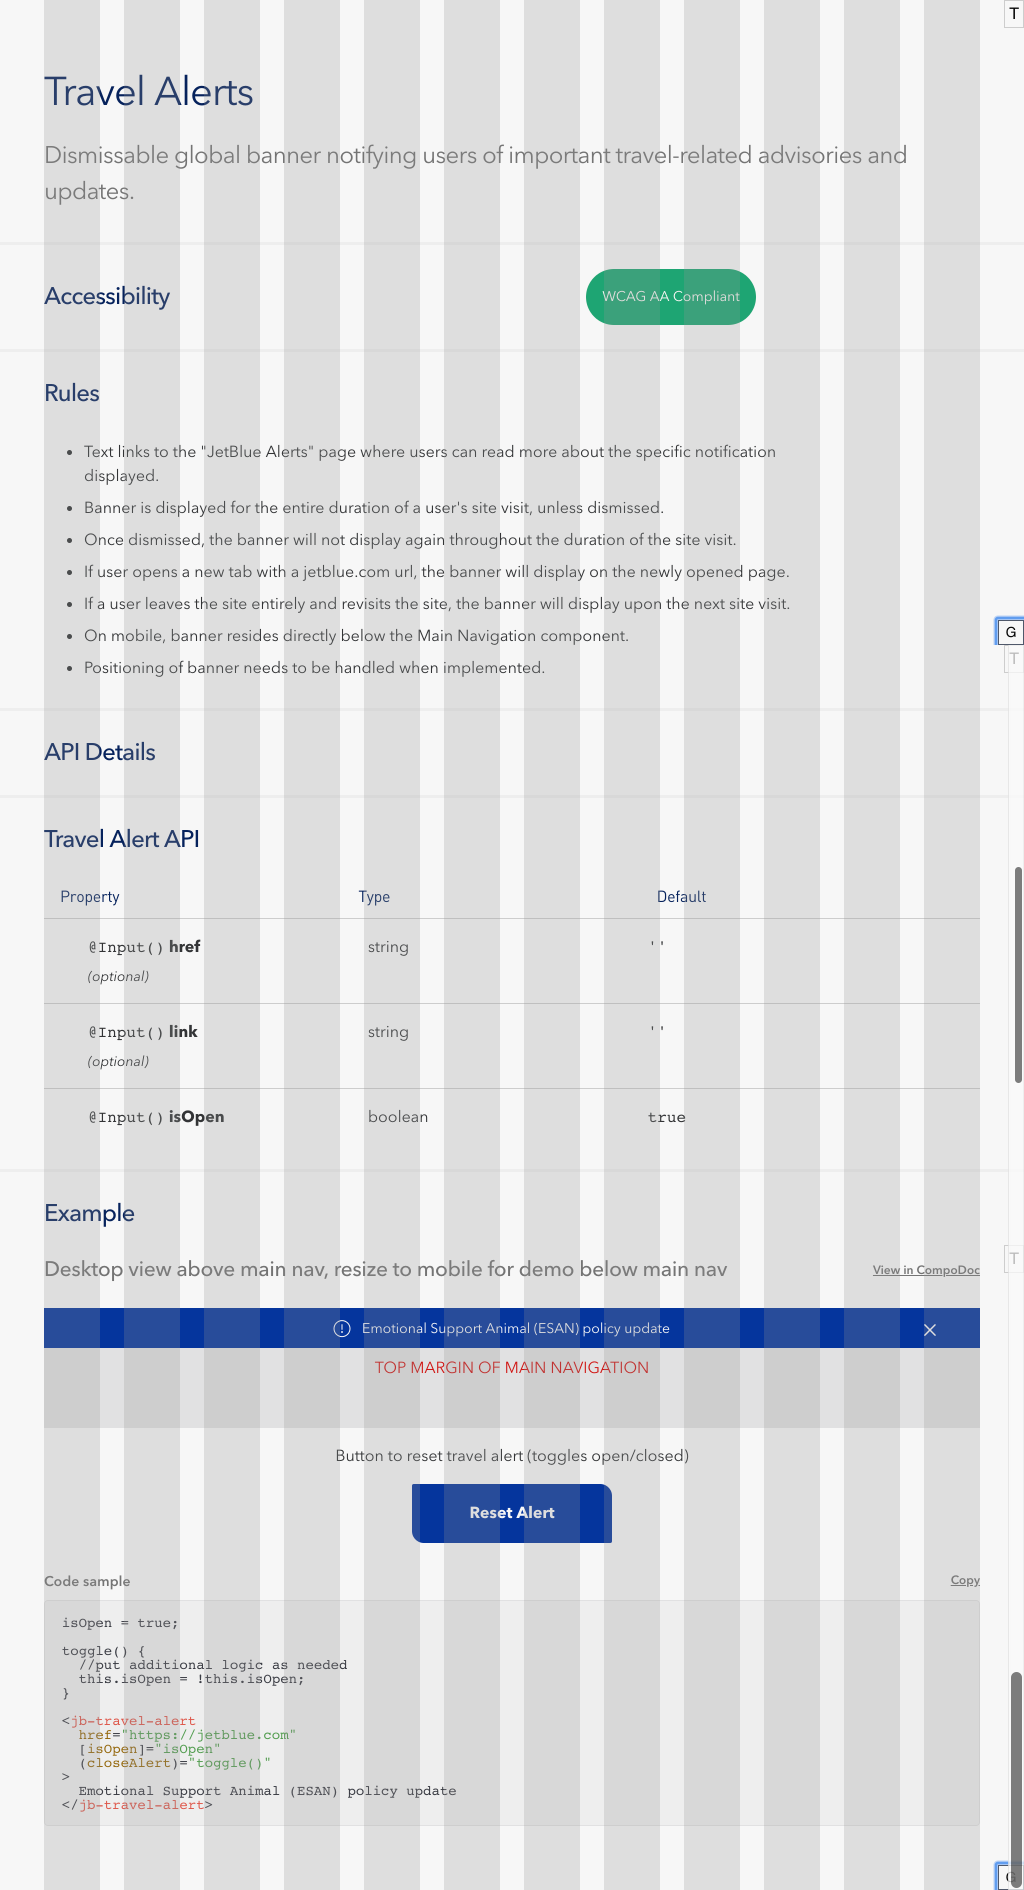 T
Travel Alerts
Dismissable global banner notifying users of important travel-related advisories and
updates.
Accessibility
WCAG AA Compliant
Rules
• Text links to the "JetBlue Alerts" page where users can read more about the specific notification
displayed.
• Banner is displayed for the entire duration of a user's site visit, unless dismissed.
• Once dismissed, the banner will not display again throughout the duration of the site visit.
• If user opens a new tab with a jetblue.com url, the banner will display on the newly opened page.
• If a user leaves the site entirely and revisits the site, the banner will display upon the next site visit.
• On mobile, banner resides directly below the Main Navigation component.
G
T
• Positioning of banner needs to be handled when implemented.
API Details
Travel Alert API
Property Type Default
@Input() href string ''
(optional)
@Input() link string ''
(optional)
@Input() isOpen boolean true
Example
Desktop view above main nav, resize to mobile for demo below main nav View in CompoDoc
T
Emotional Support Animal (ESAN) policy update
TOP MARGIN OF MAIN NAVIGATION
Button to reset travel alert (toggles open/closed)
Reset Alert
Code sample Copy
isOpen = true;
toggle() {
//put additional logic as needed
this.isOpen = !this.isOpen;
}
<jb-travel-alert
href="https://jetblue.com"
[isOpen]="isOpen"
(closeAlert)="toggle()"
>
Emotional Support Animal (ESAN) policy update
</jb-travel-alert>
G